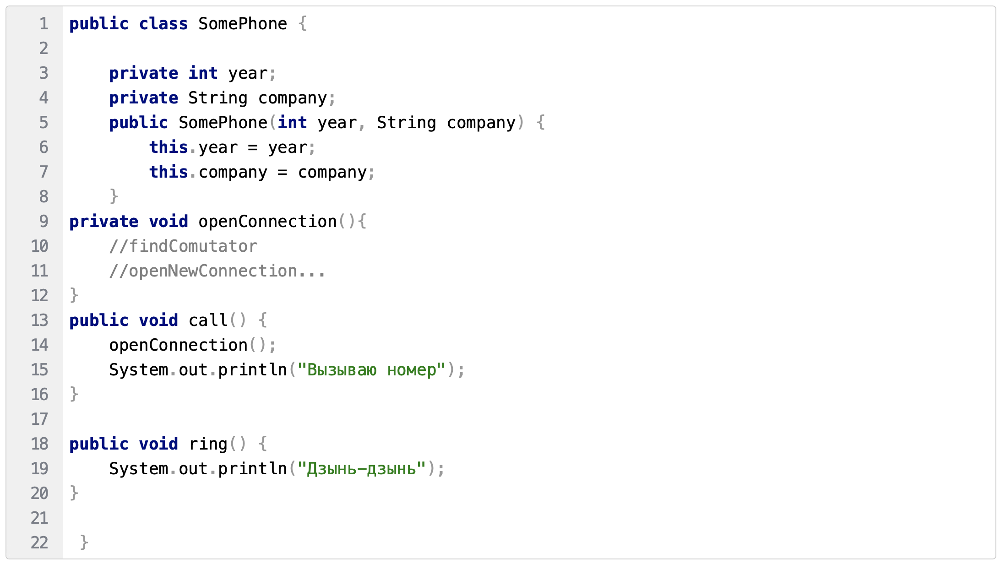 1 public class SomePhone {
2
3     private int year;
4     private String company;
5     public SomePhone(int year, String company) {
6         this.year = year;
7         this.company = company;
8     }
9 private void openConnection(){
10     //findComutator
11     //openNewConnection...
12 }
13 public void call() {
14     openConnection();
15     System.out.println("Вызываю номер");
16 }
17
18 public void ring() {
19     System.out.println("Дзынь-дзынь");
20 }
21
22  }